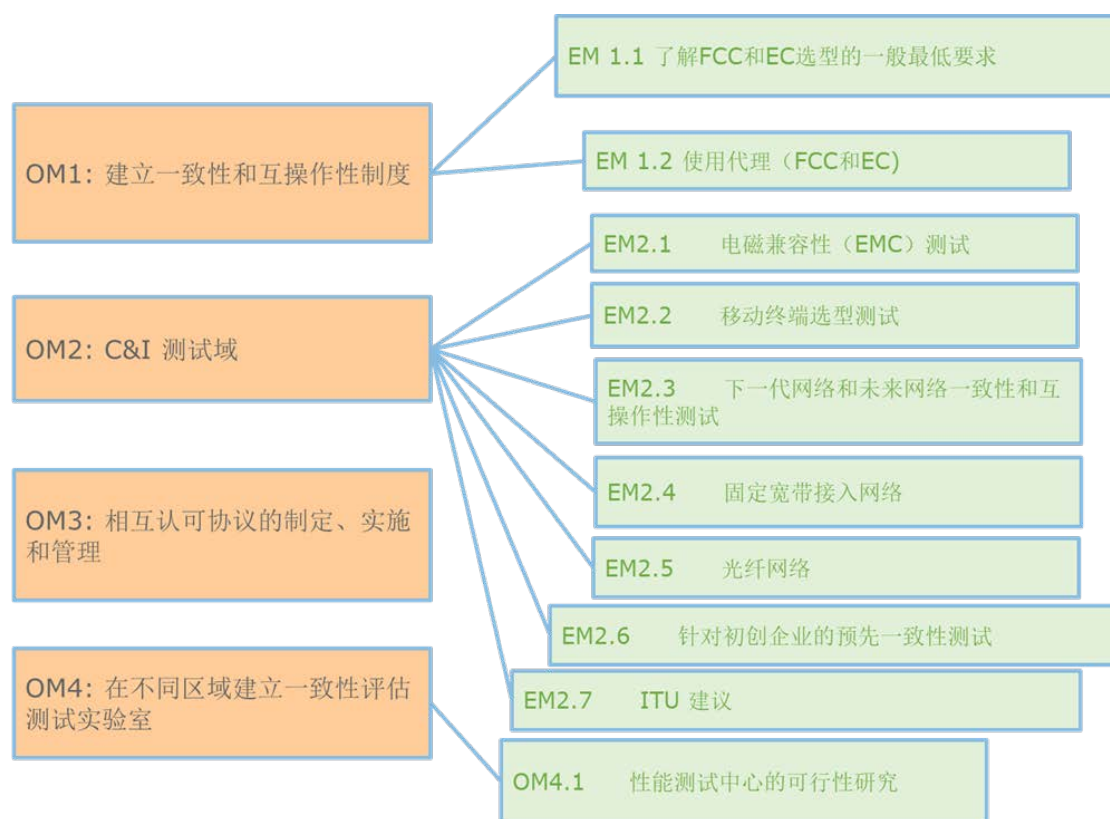 OM1: 建立一致性和互操作性制度
EM 1.1 了解FCC和EC选型的一般最低要求
EM 1.2 使用代理（FCC和EC)
OM2: C&I 测试域
EM2.1 电磁兼容性（EMC）测试
EM2.2 移动终端选型测试
EM2.3 下一代网络和未来网络一致性和互
操作性测试
EM2.4 固定宽带接入网络
EM2.5 光纤网络
EM2.6 针对初创企业的预先一致性测试
EM2.7 ITU 建议
OM3: 相互认可协议的制定、实施
和管理
OM4: 在不同区域建立一致性评估
测试实验室
OM4.1 性能测试中心的可行性研究